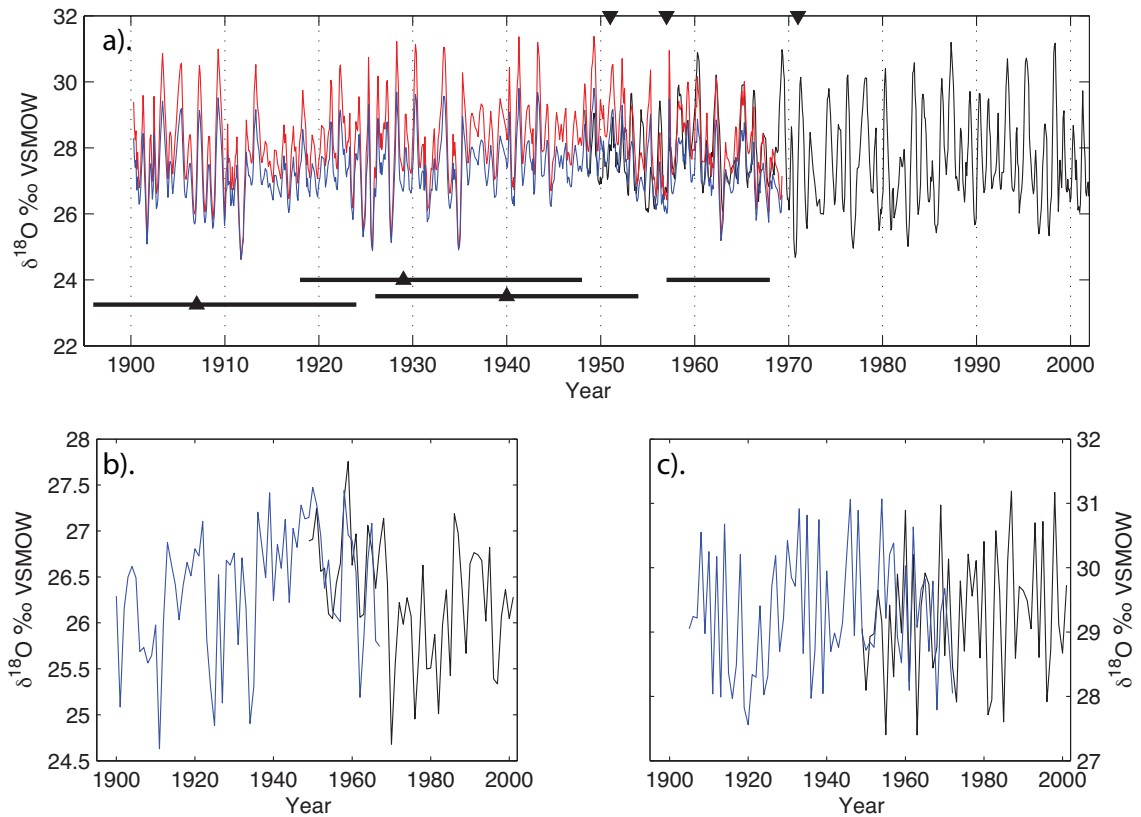 a).
32
30
28
26
24
22
δ18O ‰ VSMOW
1900 1910 1920 1930 1940 1950 1960 1970 1980 1990 2000
Year
b).
28
27.5
27
26.5
26
25.5
25
24.5
δ18O ‰ VSMOW
1900 1920 1940 1960 1980 2000
Year
c).
32
31
30
29
28
27
δ18O ‰ VSMOW
1900 1920 1940 1960 1980 2000
Year